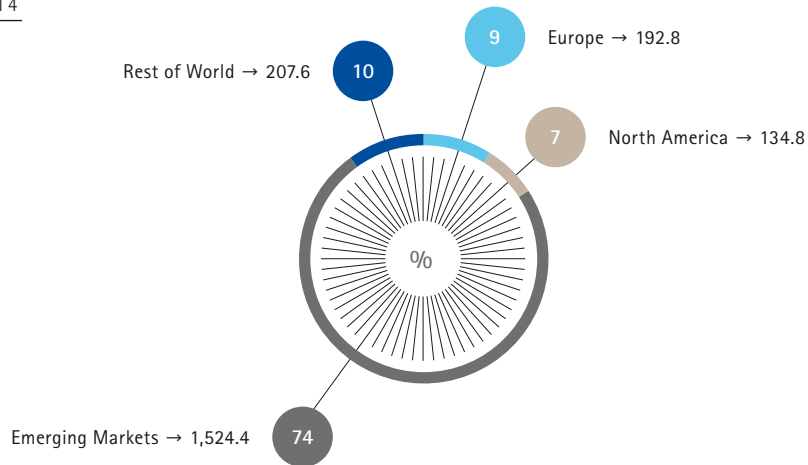 14
9
Europe → 192.8
Rest of World → 207.6
10
7
North America → 134.8
%
Emerging Markets → 1,524.4
74